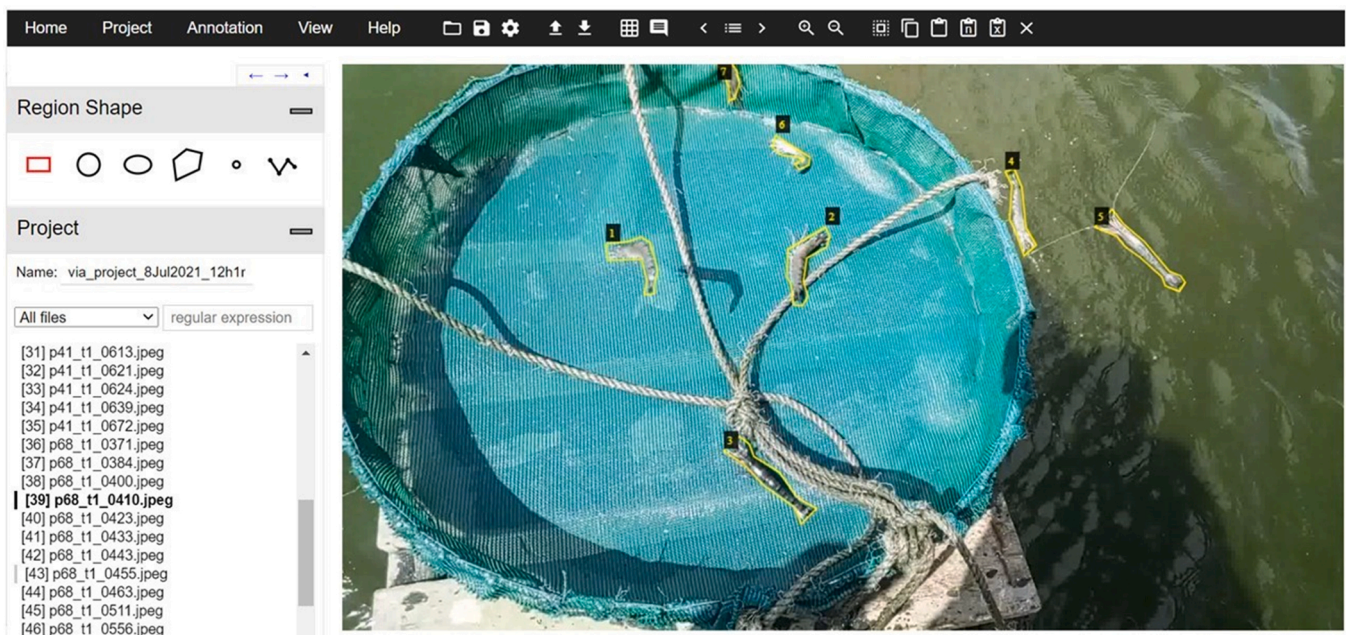 Home Project Annotation View Help
Region Shape
Project
Name: via_project_8Jul2021_12h1r
All files regular expression
[31] p41_t1_0613.jpeg
[32] p41_t1_0621.jpeg
[33] p41_t1_0624.jpeg
[34] p41_t1_0639.jpeg
[35] p41_t1_0672.jpeg
[36] p68_t1_0371.jpeg
[37] p68_t1_0384.jpeg
[38] p68_t1_0400.jpeg
[39] p68_t1_0410.jpeg
[40] p68_t1_0423.jpeg
[41] p68_t1_0433.jpeg
[42] p68_t1_0443.jpeg
[43] p68_t1_0455.jpeg
[44] p68_t1_0463.jpeg
[45] p68_t1_0511.jpeg
[46] p68_t1_0556.jpeg
7
6
4
5
2
1
3